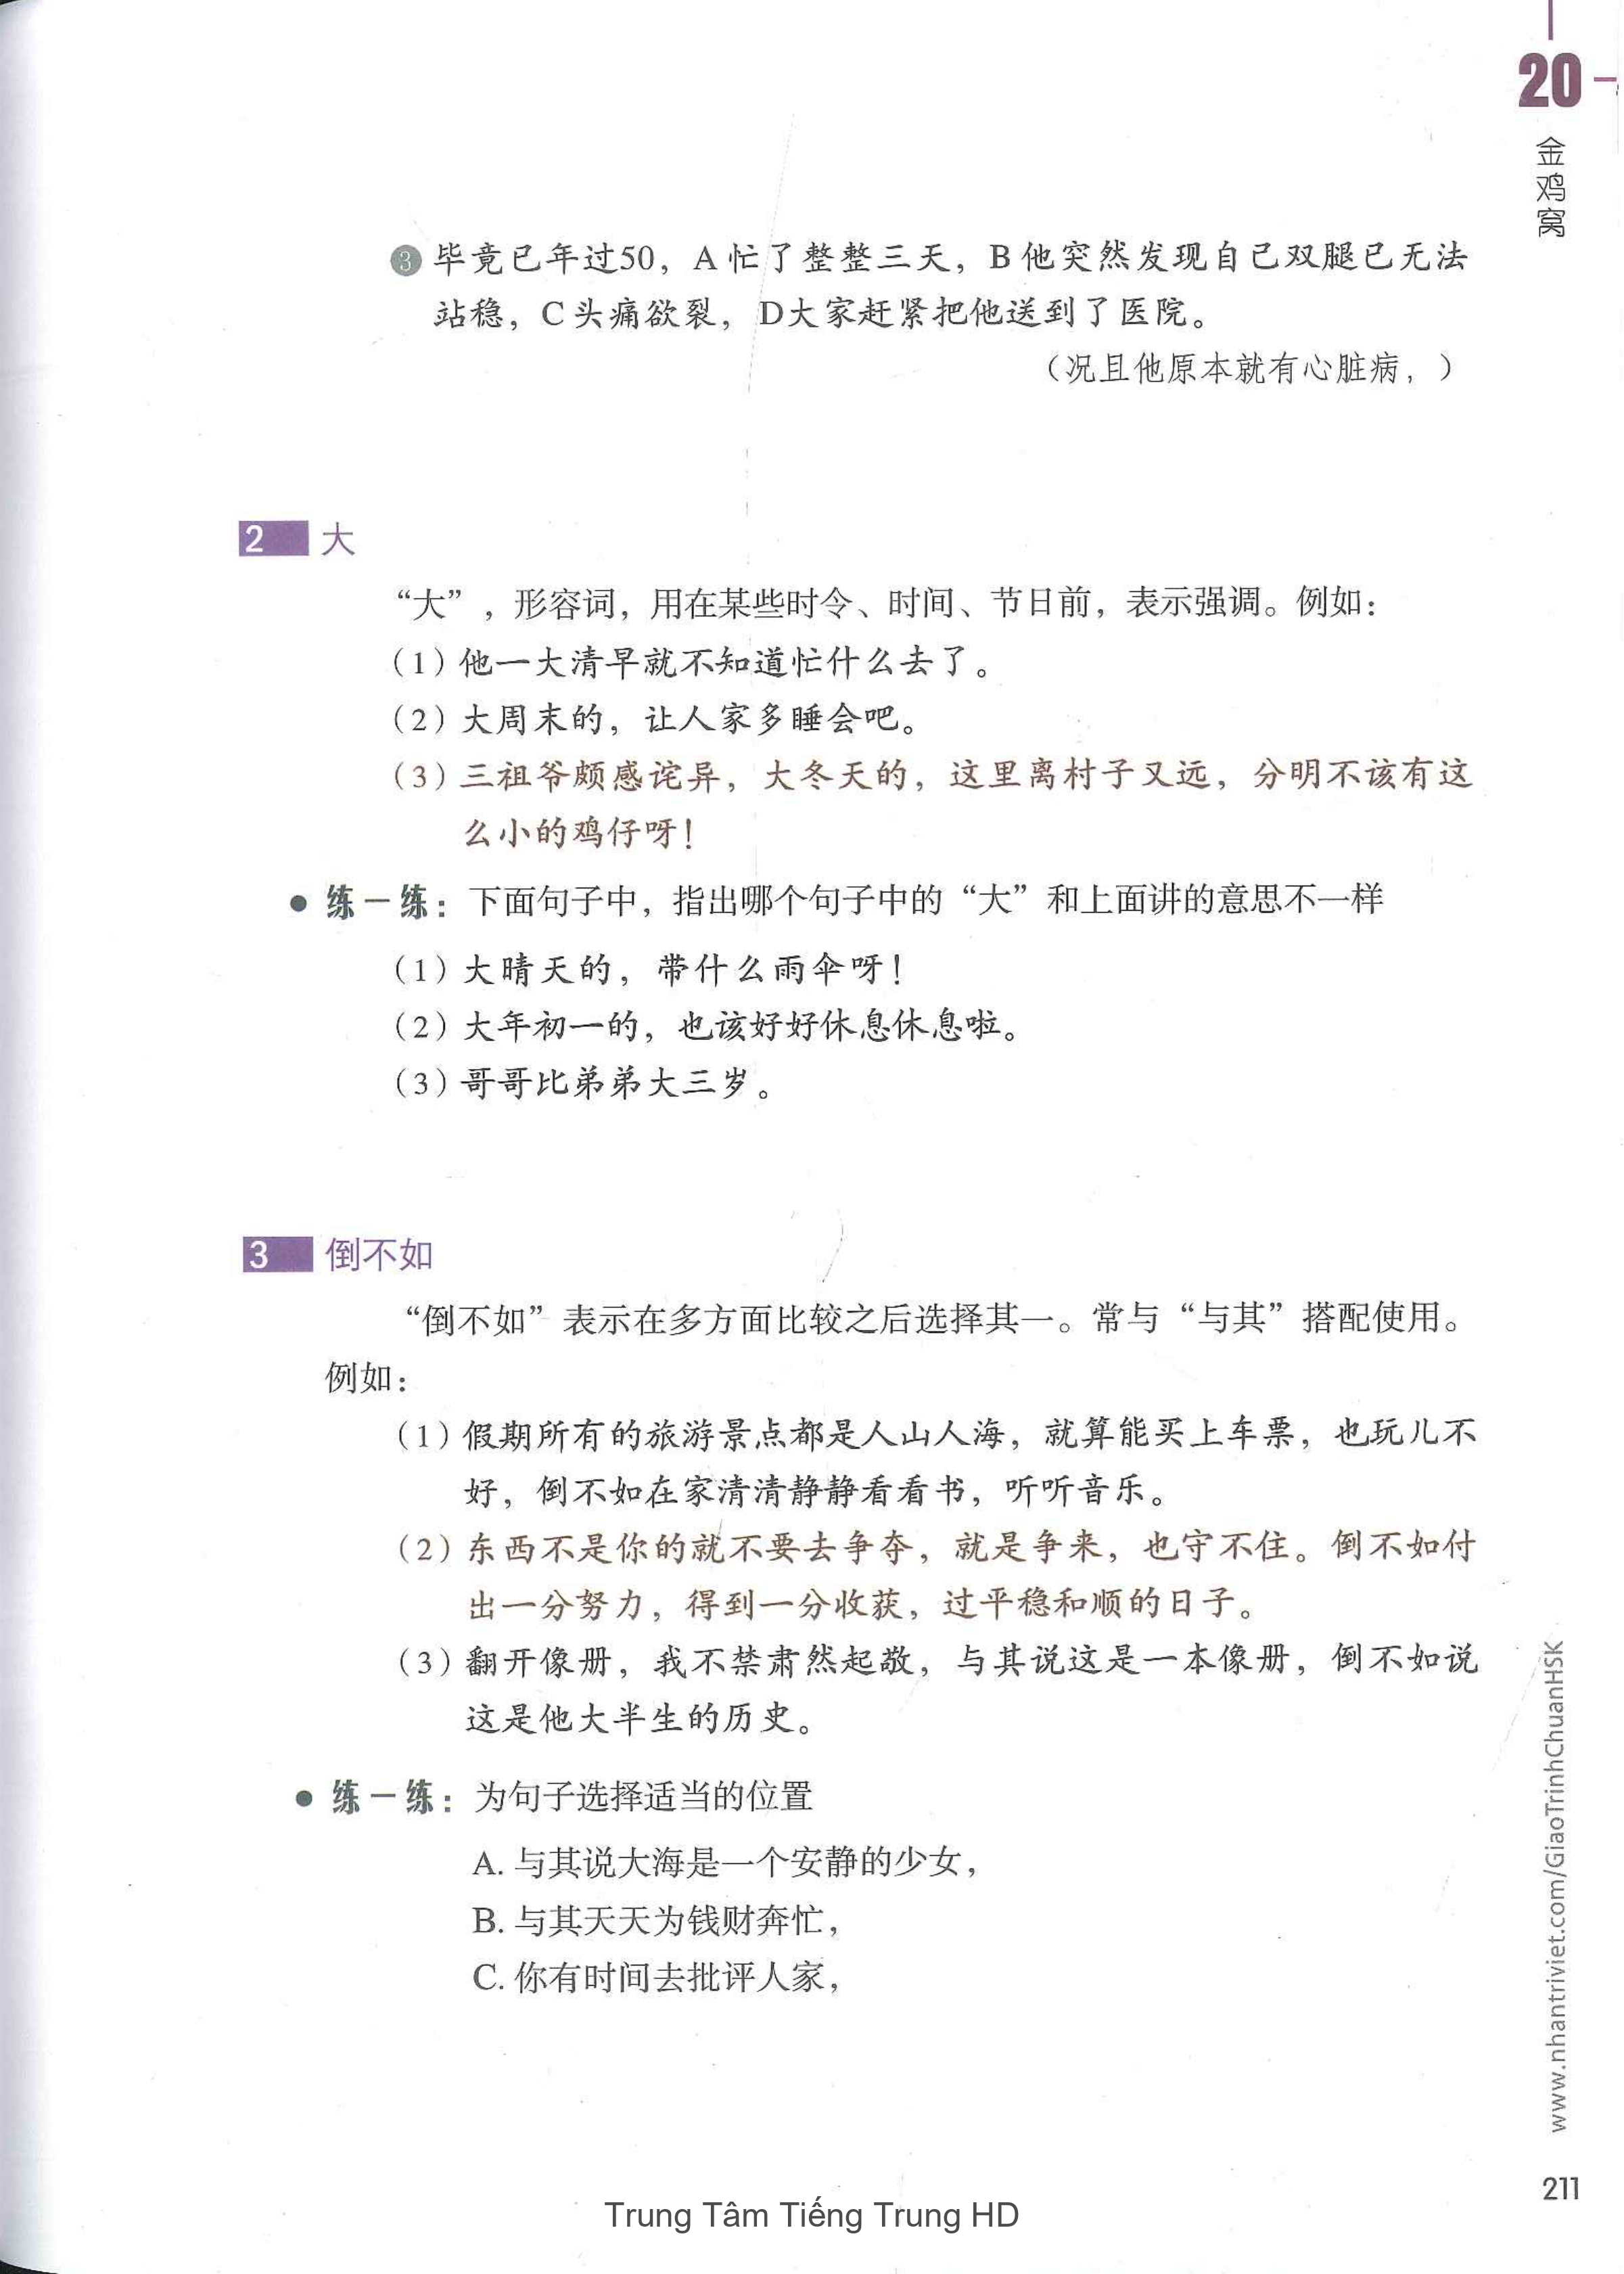 20
金鸡窝
③ 毕竟已年过50，A 忙了整整三天，B 他突然发现自己双腿已无法
站稳，C 头痛欲裂，D大家赶紧把他送到了医院。
（况且他原本就有心脏病，）
2 大
“大”，形容词，用在某些时令、时间、节日前，表示强调。例如：
（1）他一大清早就不知道忙什么去了。
（2）大周末的，让人家多睡会吧。
（3）三祖爷颇感诧异，大冬天的，这里离村子又远，分明不该有这
么小的鸡仔呀！
● 练一练：下面句子中，指出哪个句子中的“大”和上面讲的意思不一样
（1）大晴天的，带什么雨伞呀！
（2）大年初一的，也该好好休息休息啦。
（3）哥哥比弟弟大三岁。
3 倒不如
“倒不如”表示在多方面比较之后选择其一。常与“与其”搭配使用。
例如：
（1）假期所有的旅游景点都是人山人海，就算能买上车票，也玩儿不
好，倒不如在家清清静静看看书，听听音乐。
（2）东西不是你的就不要去争夺，就是争来，也守不住。倒不如付
出一分努力，得到一分收获，过平稳和顺的日子。
（3）翻开像册，我不禁肃然起敬，与其说这是一本像册，倒不如说
这是他大半生的历史。
● 练一练：为句子选择适当的位置
A. 与其说大海是一个安静的少女，
B. 与其天天为钱财奔忙，
C. 你有时间去批评人家，
www.nhantriviet.com/GiaoTrinhChuanHSK
211
Trung Tâm Tiếng Trung HD